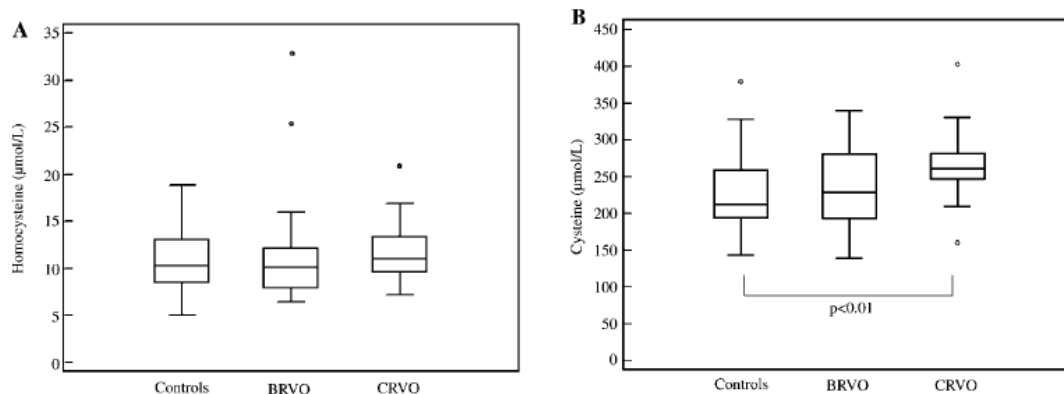 A
Homocysteine (µmol/L)
35
30
25
20
15
10
5
0
Controls
BRVO
CRVO
B
Cysteine (µmol/L)
450
400
350
300
250
200
150
100
50
0
p<0.01
Controls
BRVO
CRVO